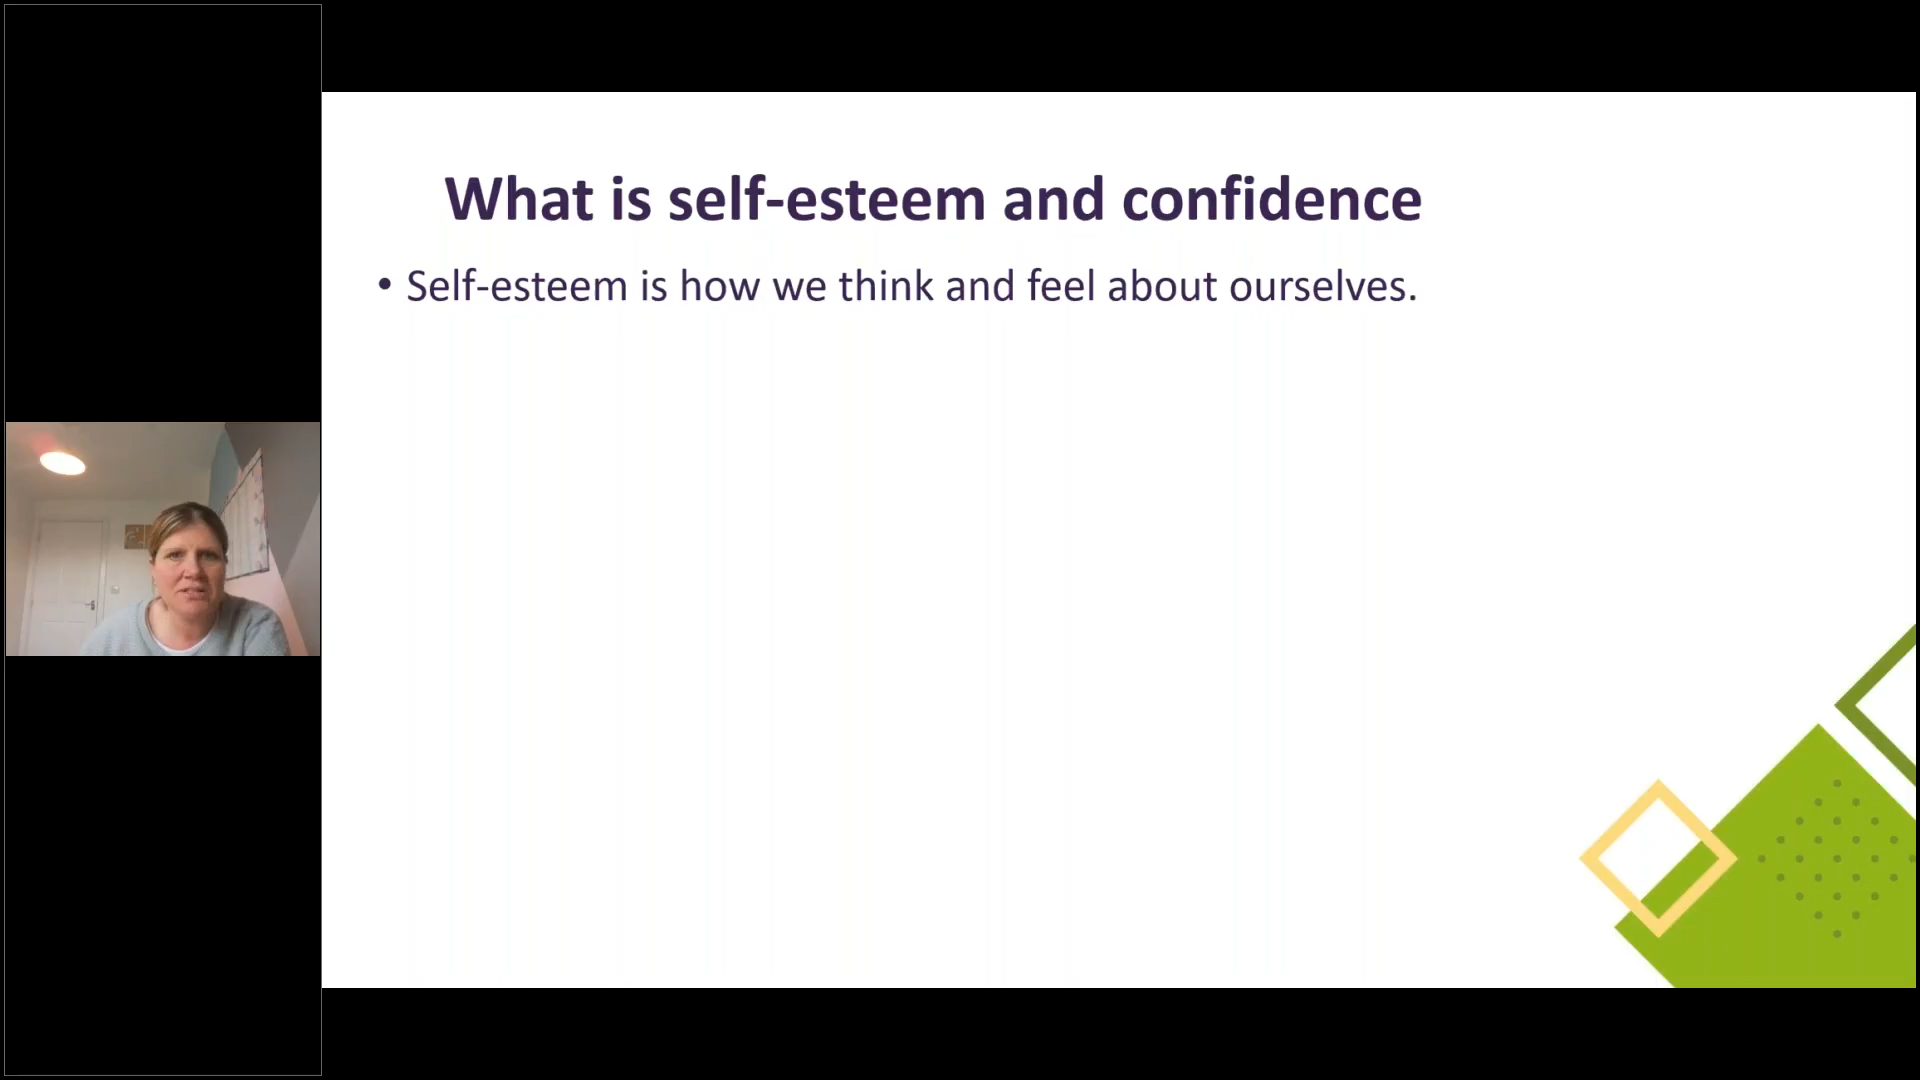 What is self-esteem and confidence
• Self-esteem is how we think and feel about ourselves.